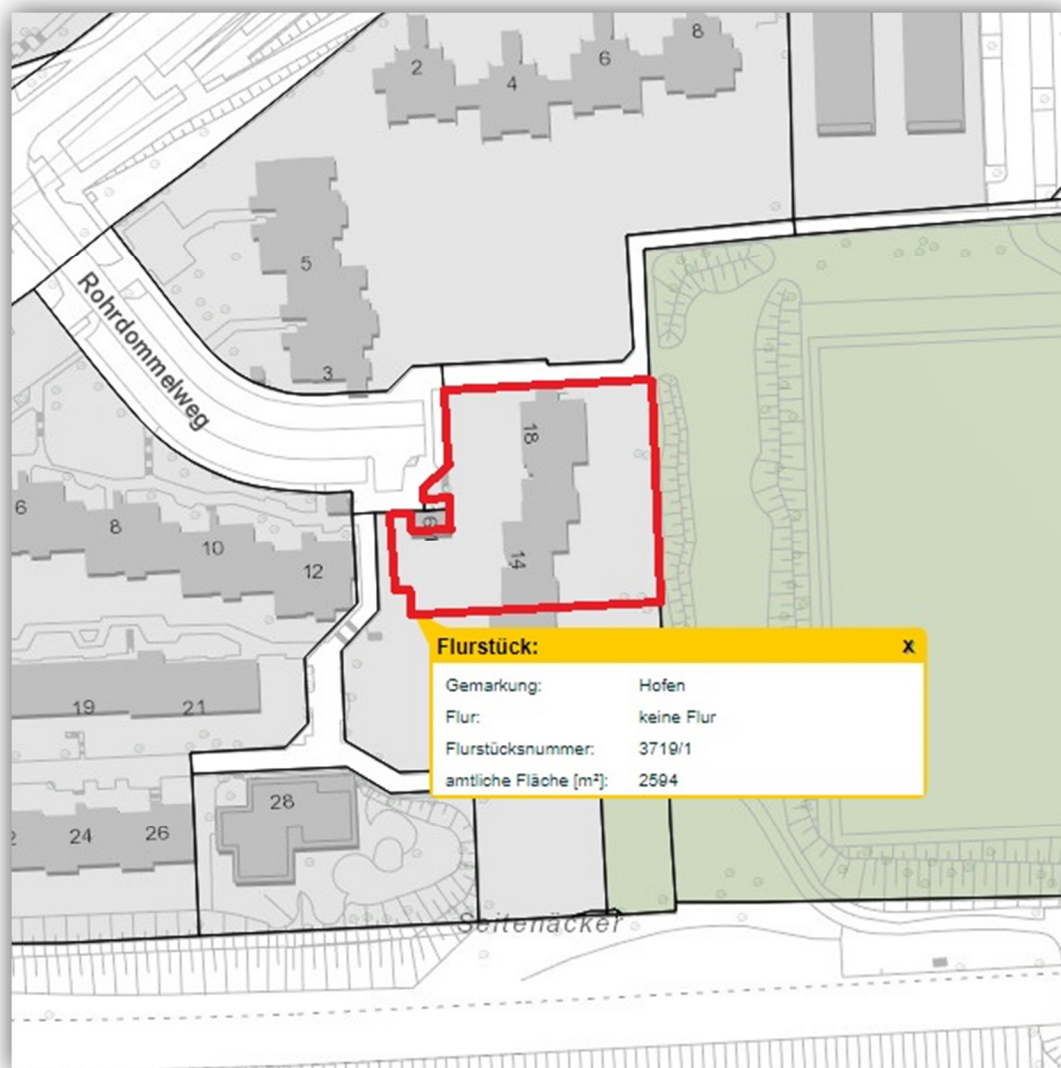 2
4
6
8
5
Rohrdommelweg
3
18
6
8
10
12
14
Flurstück: x
Gemarkung: Hofen
Flur: keine Flur
Flurstücksnummer: 3719/1
amtliche Fläche [m²]: 2594
19
21
28
24
26
Seitenäcker